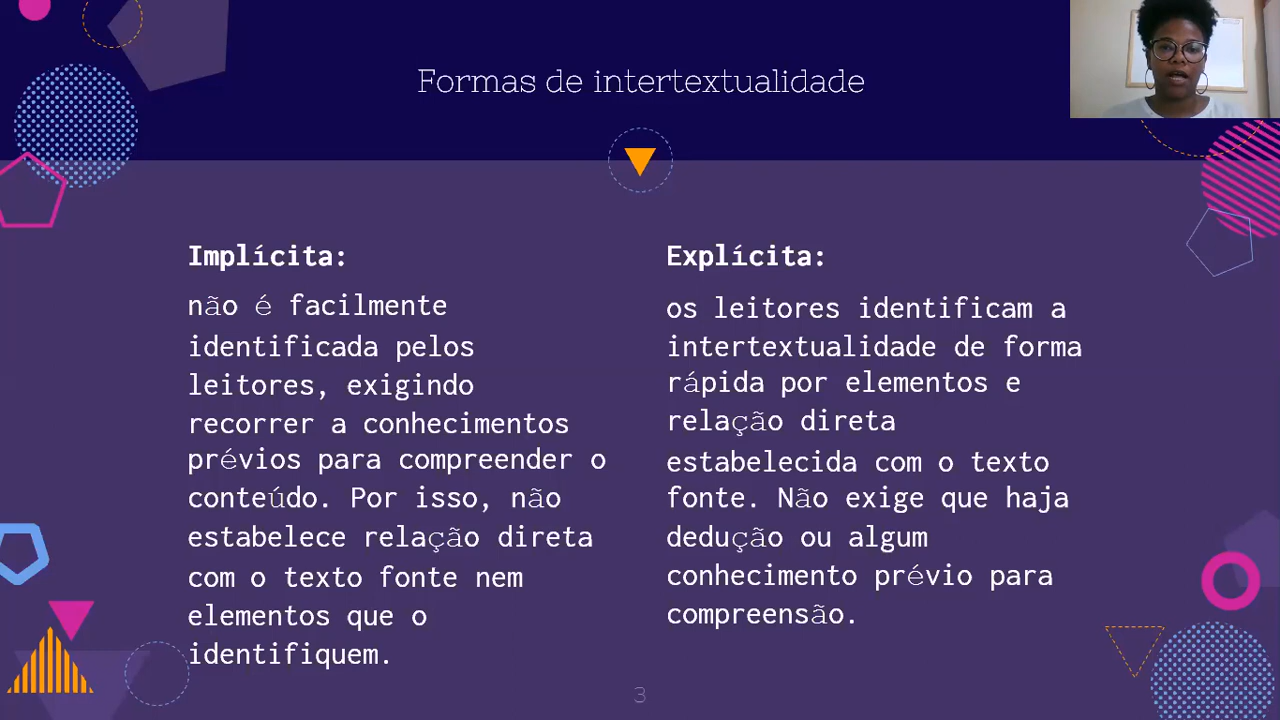 Formas de intertextualidade
Implícita:
não é facilmente
identificada pelos
leitores, exigindo
recorrer a conhecimentos
prévios para compreender o
conteúdo. Por isso, não
estabelece relação direta
com o texto fonte nem
elementos que o
identifiquem.
Explícita:
os leitores identificam a
intertextualidade de forma
rápida por elementos e
relação direta
estabelecida com o texto
fonte. Não exige que haja
dedução ou algum
conhecimento prévio para
compreensão.
3